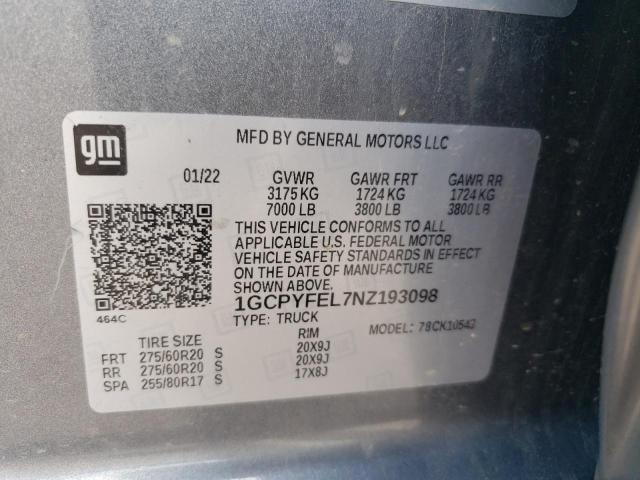 gm
MFD BY GENERAL MOTORS LLC
01/22 GVWR GAWR FRT GAWR RR
3175 KG 1724 KG 1724 KG
7000 LB 3800 LB 3800 LB
THIS VEHICLE CONFORMS TO ALL
APPLICABLE U.S. FEDERAL MOTOR
VEHICLE SAFETY STANDARDS IN EFFECT
ON THE DATE OF MANUFACTURE
SHOWN ABOVE.
464C
1GCPYFEL7NZ193098
TYPE: TRUCK MODEL: 78CK10543
TIRE SIZE RIM
FRT 275/60R20 S 20X9J
RR 275/60R20 S 20X9J
SPA 255/80R17 S 17X8J